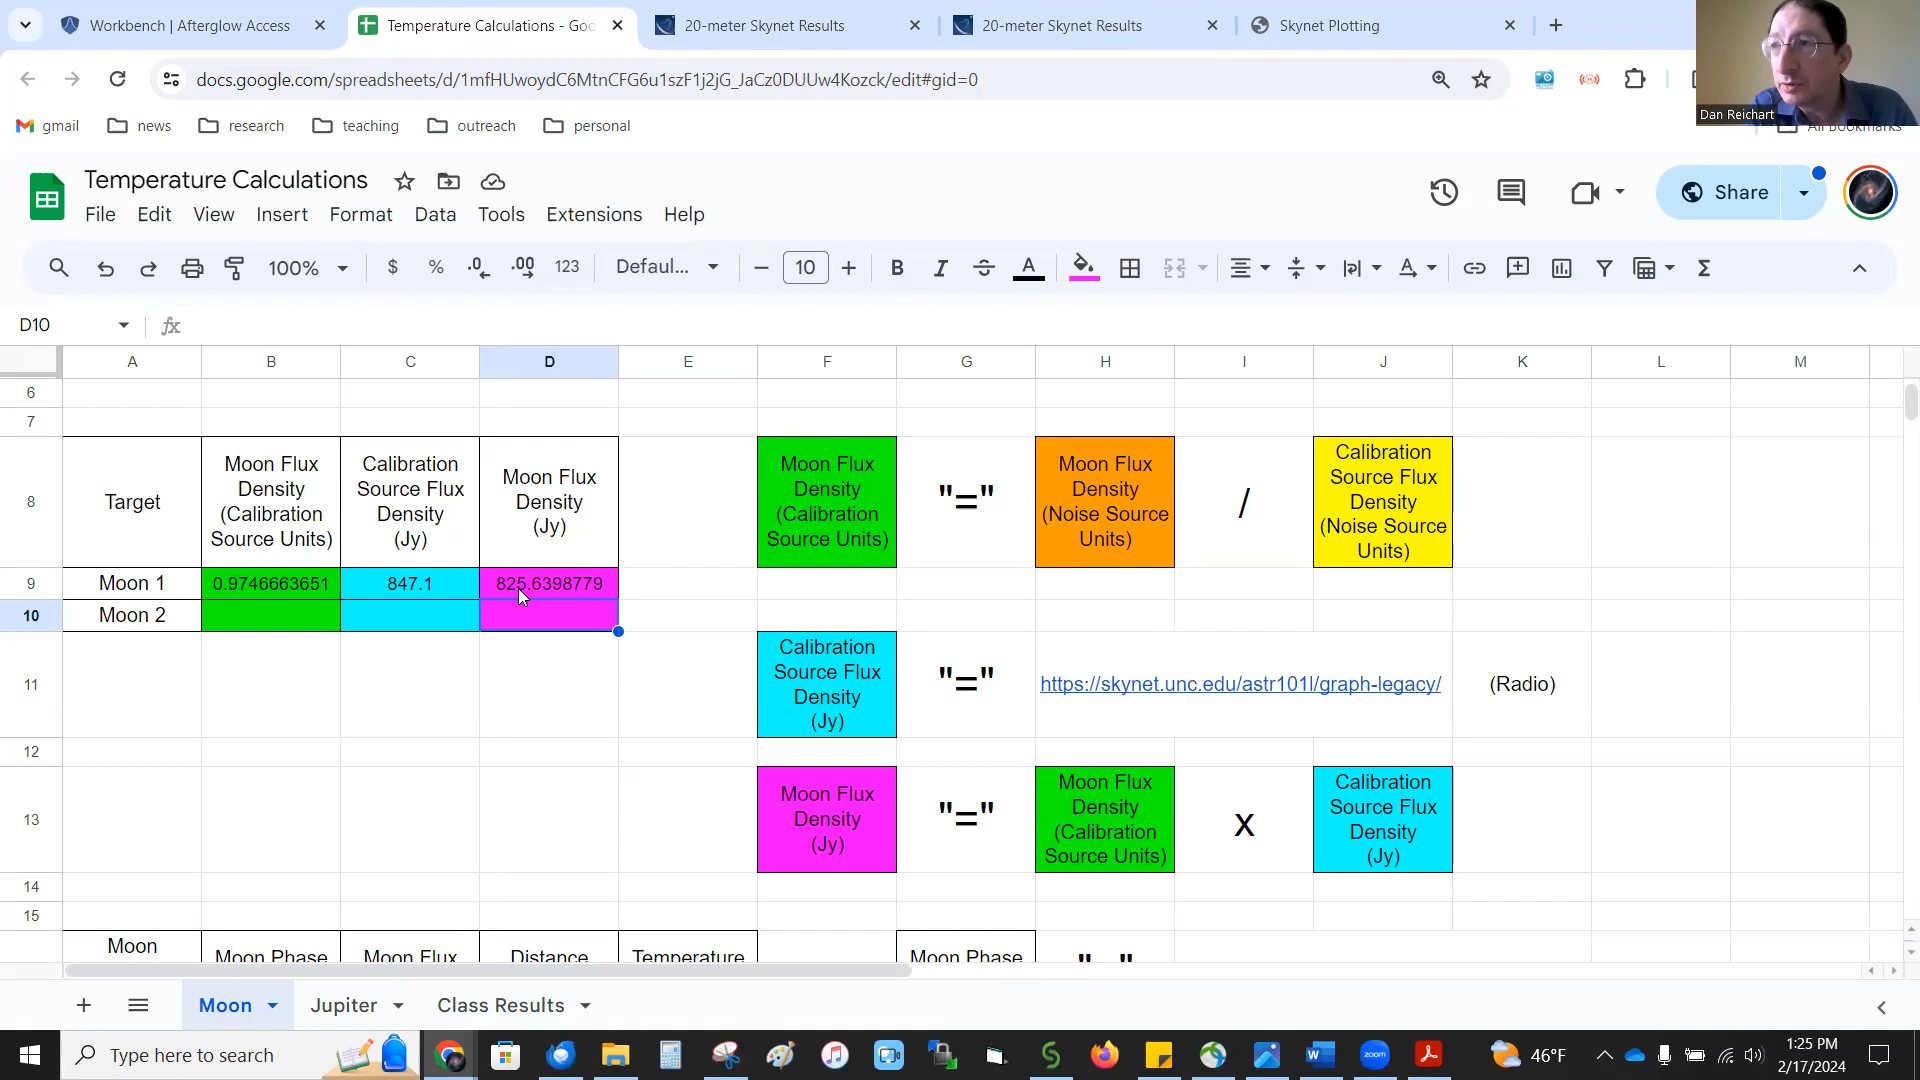 Workbench | Afterglow Access
Temperature Calculations - Goo
20-meter Skynet Results
20-meter Skynet Results
Skynet Plotting
docs.google.com/spreadsheets/d/1mfHUwoydC6MtnCFG6u1szF1j2jG_JaCz0DUUw4Kozck/edit#gid=0
gmail
news
research
teaching
outreach
personal
All Bookmarks
Dan Reichart
Temperature Calculations
File Edit View Insert Format Data Tools Extensions Help
Share
100%
$
%
.0
.00
123
Defaul...
10
B
I
A
Σ
D10
fx
A B C D E F G H I J K L M
6
7
8
Target
Moon Flux
Density
(Calibration
Source Units)
Calibration
Source Flux
Density
(Jy)
Moon Flux
Density
(Jy)
Moon Flux
Density
(Calibration
Source Units)
"="
Moon Flux
Density
(Noise Source
Units)
/
Calibration
Source Flux
Density
(Noise Source
Units)
9
Moon 1
0.9746663651
847.1
825.6398779
10
Moon 2
11
Calibration
Source Flux
Density
(Jy)
"="
https://skynet.unc.edu/astr101l/graph-legacy/
(Radio)
12
13
Moon Flux
Density
(Jy)
"="
Moon Flux
Density
(Calibration
Source Units)
x
Calibration
Source Flux
Density
(Jy)
14
15
Moon
Moon Phase
Moon Flux
Distance
Temperature
Moon Phase
Moon
Jupiter
Class Results
Type here to search
zoom
46°F
1:25 PM
2/17/2024